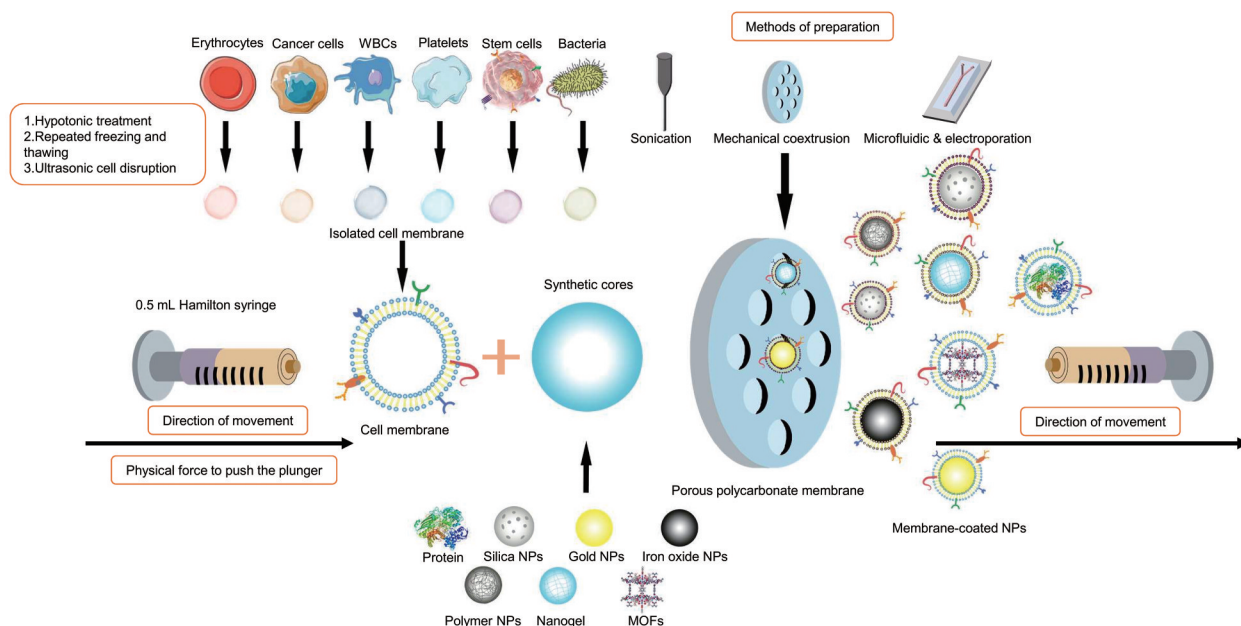 Methods of preparation
Erythrocytes
Cancer cells
WBCs
Platelets
Stem cells
Bacteria
1.Hypotonic treatment
2.Repeated freezing and
thawing
3.Ultrasonic cell disruption
Sonication
Mechanical coextrusion
Microfluidic & electroporation
Isolated cell membrane
0.5 mL Hamilton syringe
Synthetic cores
Direction of movement
Cell membrane
Physical force to push the plunger
Porous polycarbonate membrane
Direction of movement
Membrane-coated NPs
Protein
Silica NPs
Gold NPs
Iron oxide NPs
Polymer NPs
Nanogel
MOFs